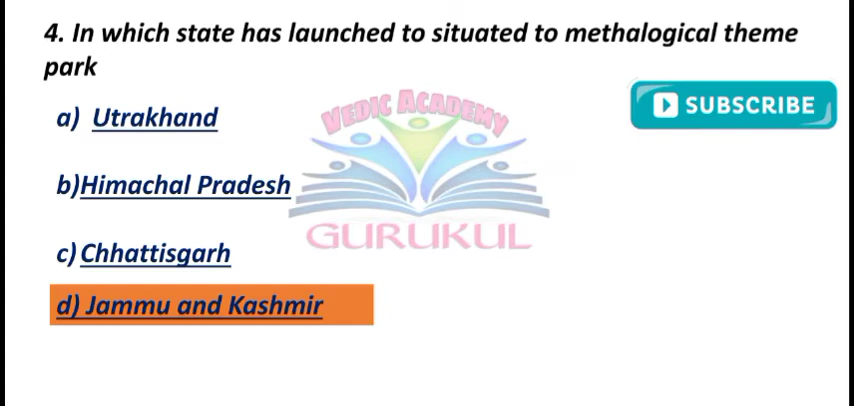 4. In which state has launched to situated to methalogical theme
park
a) Utrakhand
VEDIC ACADEMY
SUBSCRIBE
b)Himachal Pradesh
GURUKUL
c) Chhattisgarh
d) Jammu and Kashmir